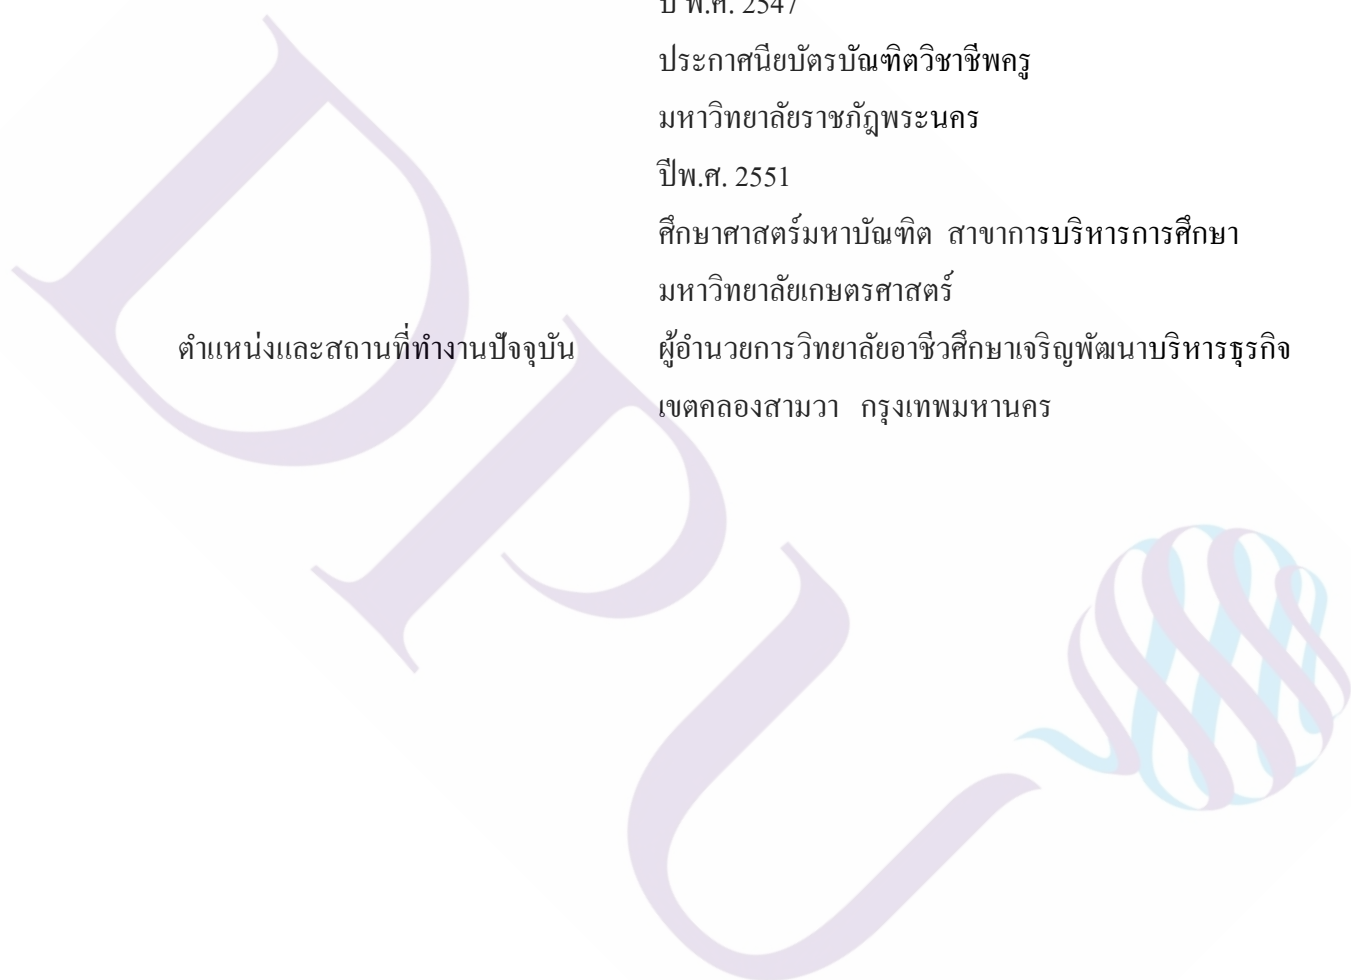 ปี พ.ศ. 2547
ประกาศนียบัตรบัณฑิตวิชาชีพครู
มหาวิทยาลัยราชภัฎพระนคร
ปีพ.ศ. 2551
ศึกษาศาสตร์มหาบัณฑิต สาขาการบริหารการศึกษา
มหาวิทยาลัยเกษตรศาสตร์
ตำแหน่งและสถานที่ทำงานปัจจุบัน ผู้อำนวยการวิทยาลัยอาชีวศึกษาเจริญพัฒนาบริหารธุรกิจ
เขตคลองสามวา กรุงเทพมหานคร
DPU